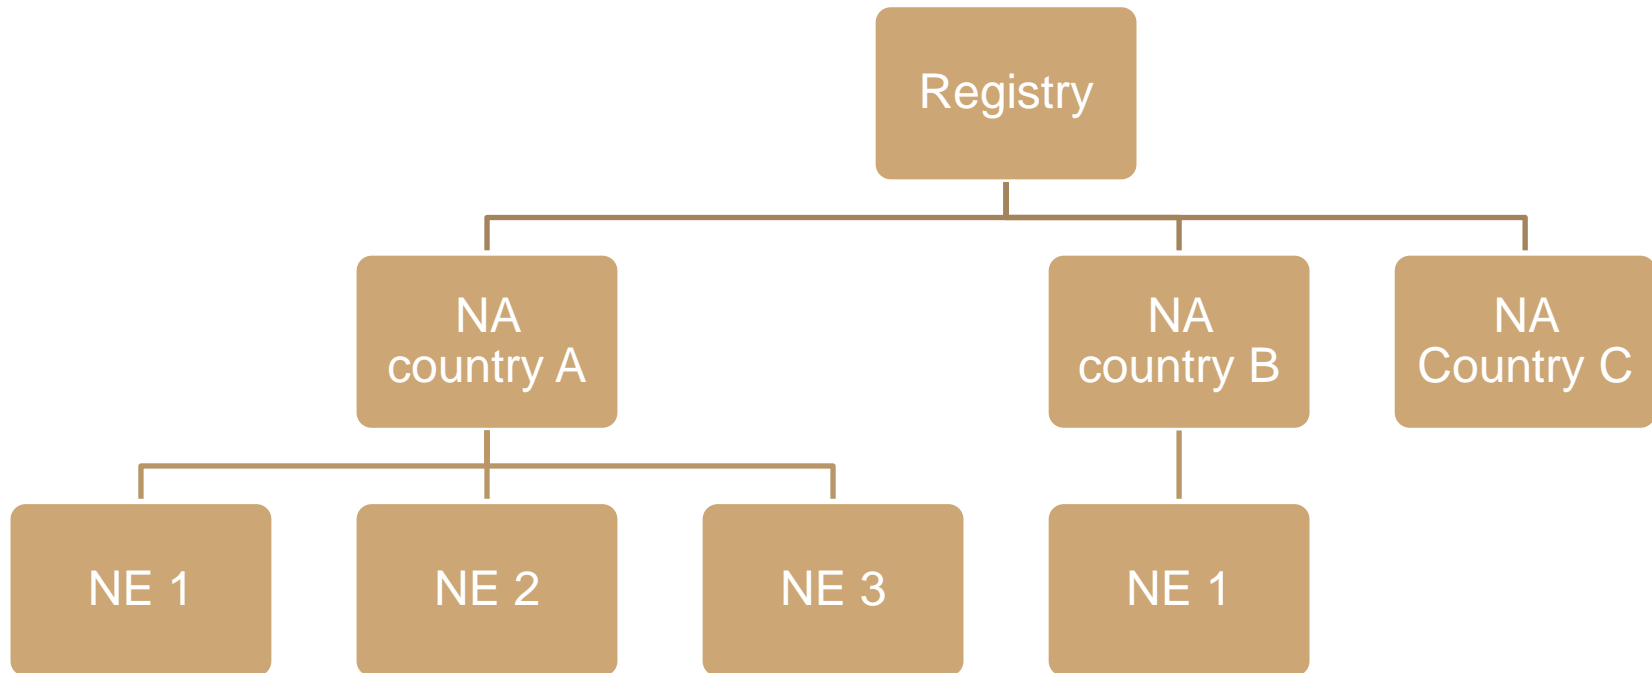 Registry
NA
country A
NA
country B
NA
Country C
NE 1
NE 2
NE 3
NE 1